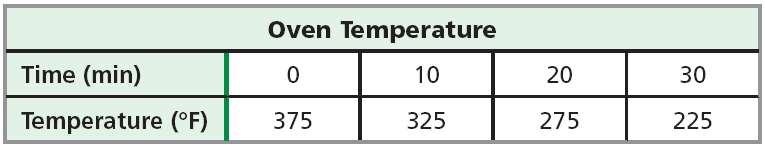 Oven Temperature
Time (min) 0 10 20 30
Temperature (°F) 375 325 275 225